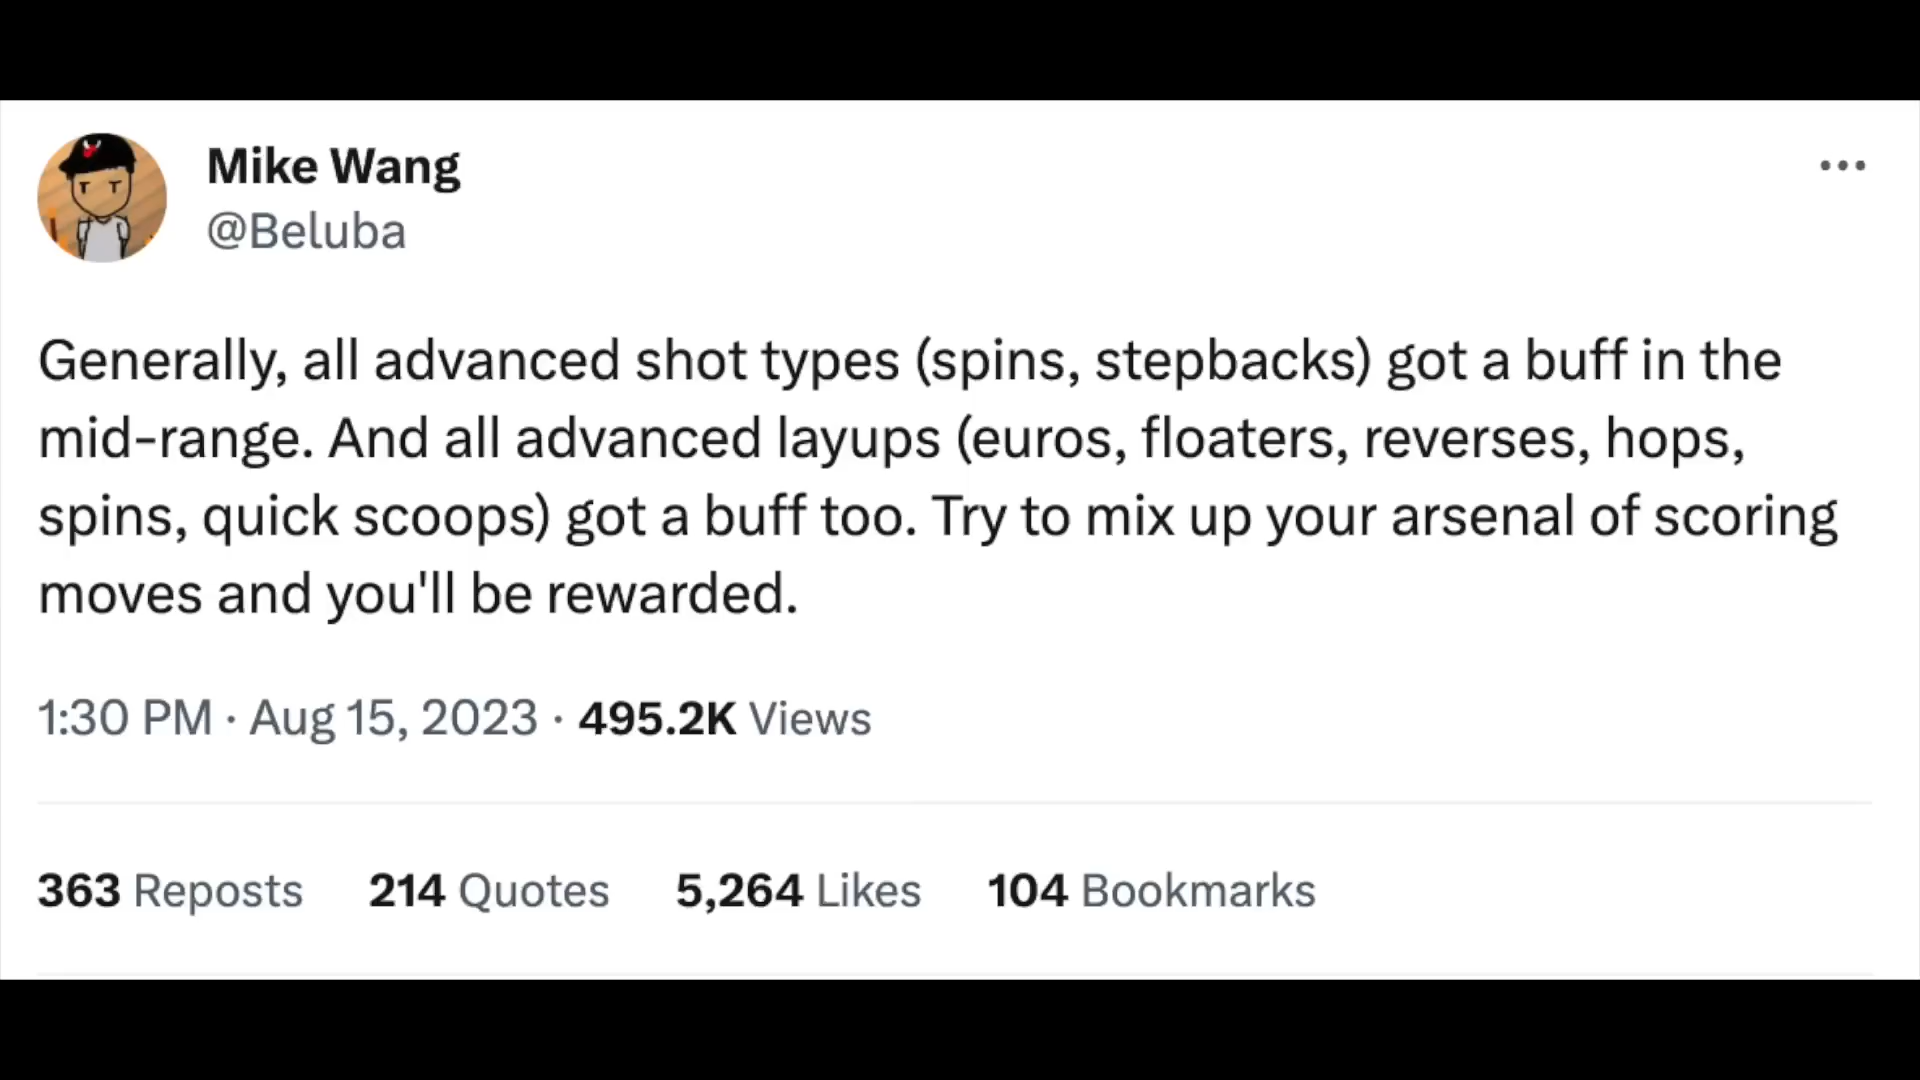 Mike Wang
@Beluba
Generally, all advanced shot types (spins, stepbacks) got a buff in the
mid-range. And all advanced layups (euros, floaters, reverses, hops,
spins, quick scoops) got a buff too. Try to mix up your arsenal of scoring
moves and you'll be rewarded.
1:30 PM · Aug 15, 2023 · 495.2K Views
363 Reposts 214 Quotes 5,264 Likes 104 Bookmarks